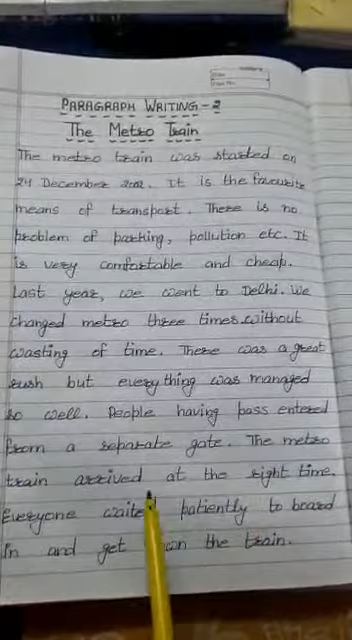 PARAGRAPH WRITING-2
The Metro Train
The metro train was started on
24 December 2002. It is the favourite
means of transport. There is no
problem of parking, pollution etc. It
is very comfortable and cheap.
Last year, we went to Delhi. We
changed metro three times without
wasting of time. There was a great
rush but everything was managed
so well. People having pass entered
from a separate gate. The metro
train arrived at the right time.
Everyone waited patiently to board
in and get on the train.